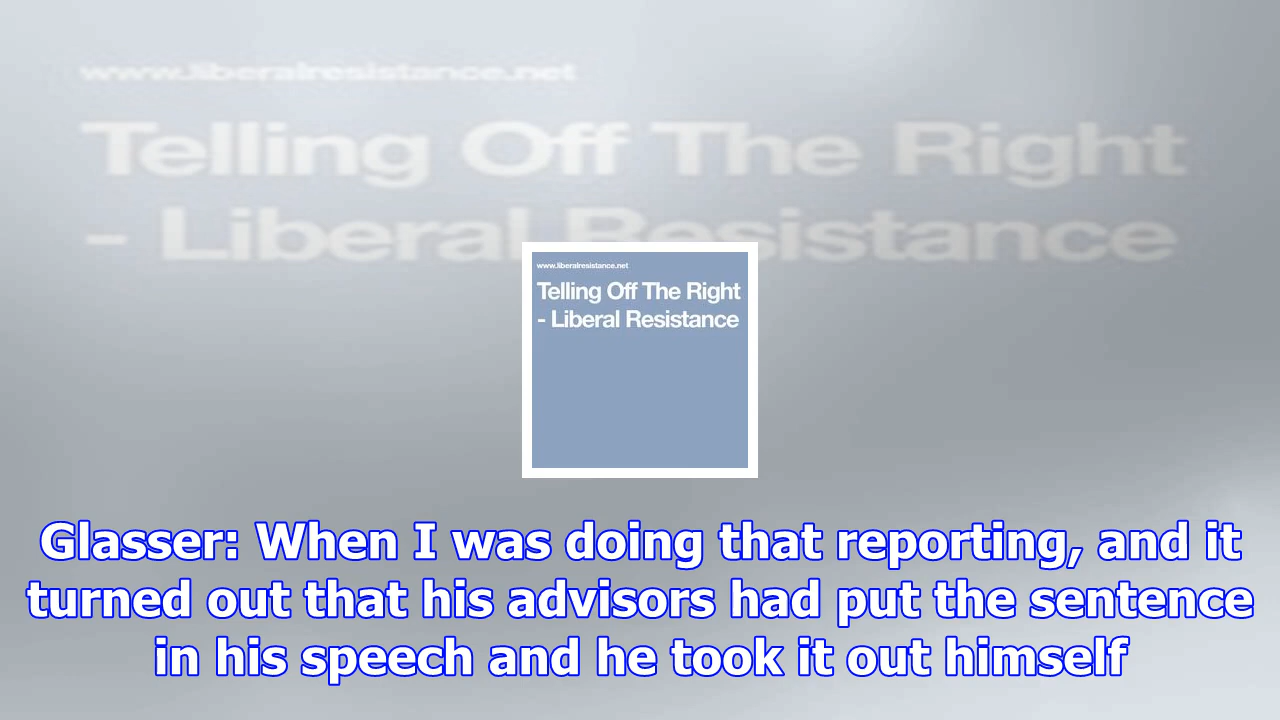 www.liberalresistance.net
Telling Off The Right
- Liberal Resistance
www.liberalresistance.net
Telling Off The Right
- Liberal Resistance
Glasser: When I was doing that reporting, and it
turned out that his advisors had put the sentence
in his speech and he took it out himself